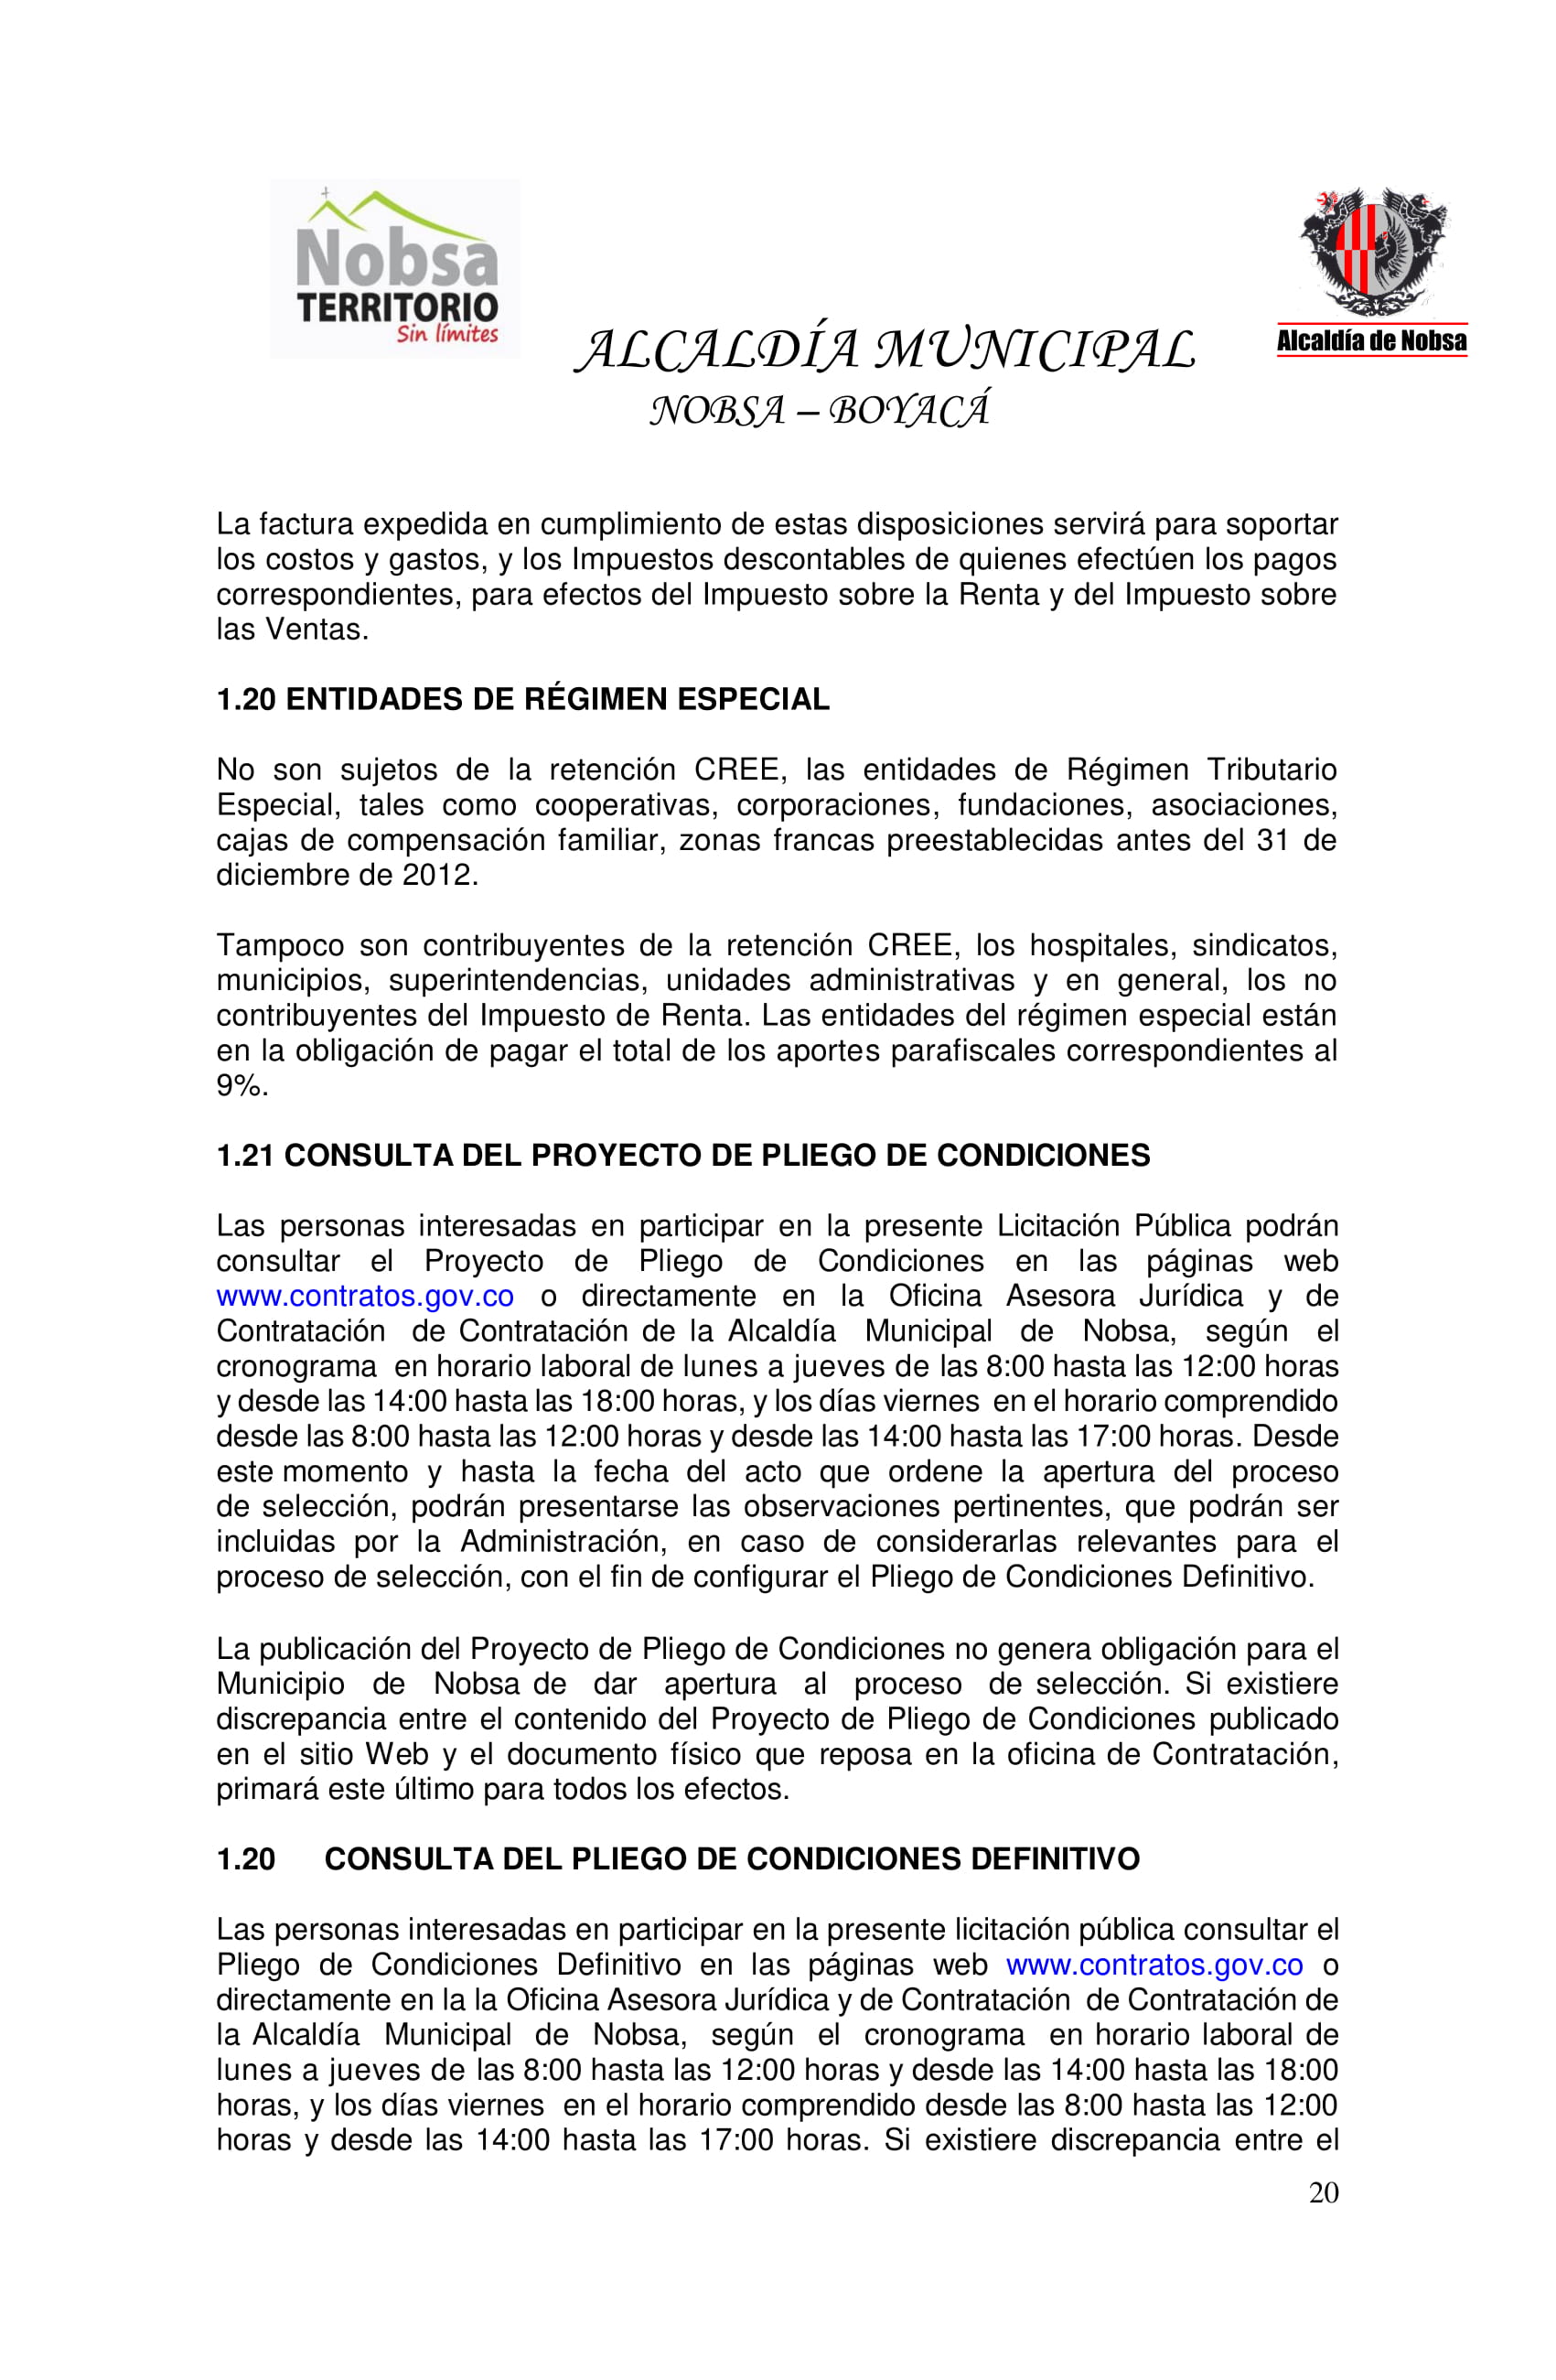 Nobsa
TERRITORIO
Sin límites
Alcaldía de Nobsa
ALCALDÍA MUNICIPAL
NOBSA – BOYACÁ
La factura expedida en cumplimiento de estas disposiciones servirá para soportar
los costos y gastos, y los Impuestos descontables de quienes efectúen los pagos
correspondientes, para efectos del Impuesto sobre la Renta y del Impuesto sobre
las Ventas.
1.20 ENTIDADES DE RÉGIMEN ESPECIAL
No son sujetos de la retención CREE, las entidades de Régimen Tributario
Especial, tales como cooperativas, corporaciones, fundaciones, asociaciones,
cajas de compensación familiar, zonas francas preestablecidas antes del 31 de
diciembre de 2012.
Tampoco son contribuyentes de la retención CREE, los hospitales, sindicatos,
municipios, superintendencias, unidades administrativas y en general, los no
contribuyentes del Impuesto de Renta. Las entidades del régimen especial están
en la obligación de pagar el total de los aportes parafiscales correspondientes al
9%.
1.21 CONSULTA DEL PROYECTO DE PLIEGO DE CONDICIONES
Las personas interesadas en participar en la presente Licitación Pública podrán
consultar el Proyecto de Pliego de Condiciones en las páginas web
www.contratos.gov.co o directamente en la Oficina Asesora Jurídica y de
Contratación de Contratación de la Alcaldía Municipal de Nobsa, según el
cronograma en horario laboral de lunes a jueves de las 8:00 hasta las 12:00 horas
y desde las 14:00 hasta las 18:00 horas, y los días viernes en el horario comprendido
desde las 8:00 hasta las 12:00 horas y desde las 14:00 hasta las 17:00 horas. Desde
este momento y hasta la fecha del acto que ordene la apertura del proceso
de selección, podrán presentarse las observaciones pertinentes, que podrán ser
incluidas por la Administración, en caso de considerarlas relevantes para el
proceso de selección, con el fin de configurar el Pliego de Condiciones Definitivo.
La publicación del Proyecto de Pliego de Condiciones no genera obligación para el
Municipio de Nobsa de dar apertura al proceso de selección. Si existiere
discrepancia entre el contenido del Proyecto de Pliego de Condiciones publicado
en el sitio Web y el documento físico que reposa en la oficina de Contratación,
primará este último para todos los efectos.
1.20 CONSULTA DEL PLIEGO DE CONDICIONES DEFINITIVO
Las personas interesadas en participar en la presente licitación pública consultar el
Pliego de Condiciones Definitivo en las páginas web www.contratos.gov.co o
directamente en la la Oficina Asesora Jurídica y de Contratación de Contratación de
la Alcaldía Municipal de Nobsa, según el cronograma en horario laboral de
lunes a jueves de las 8:00 hasta las 12:00 horas y desde las 14:00 hasta las 18:00
horas, y los días viernes en el horario comprendido desde las 8:00 hasta las 12:00
horas y desde las 14:00 hasta las 17:00 horas. Si existiere discrepancia entre el
20